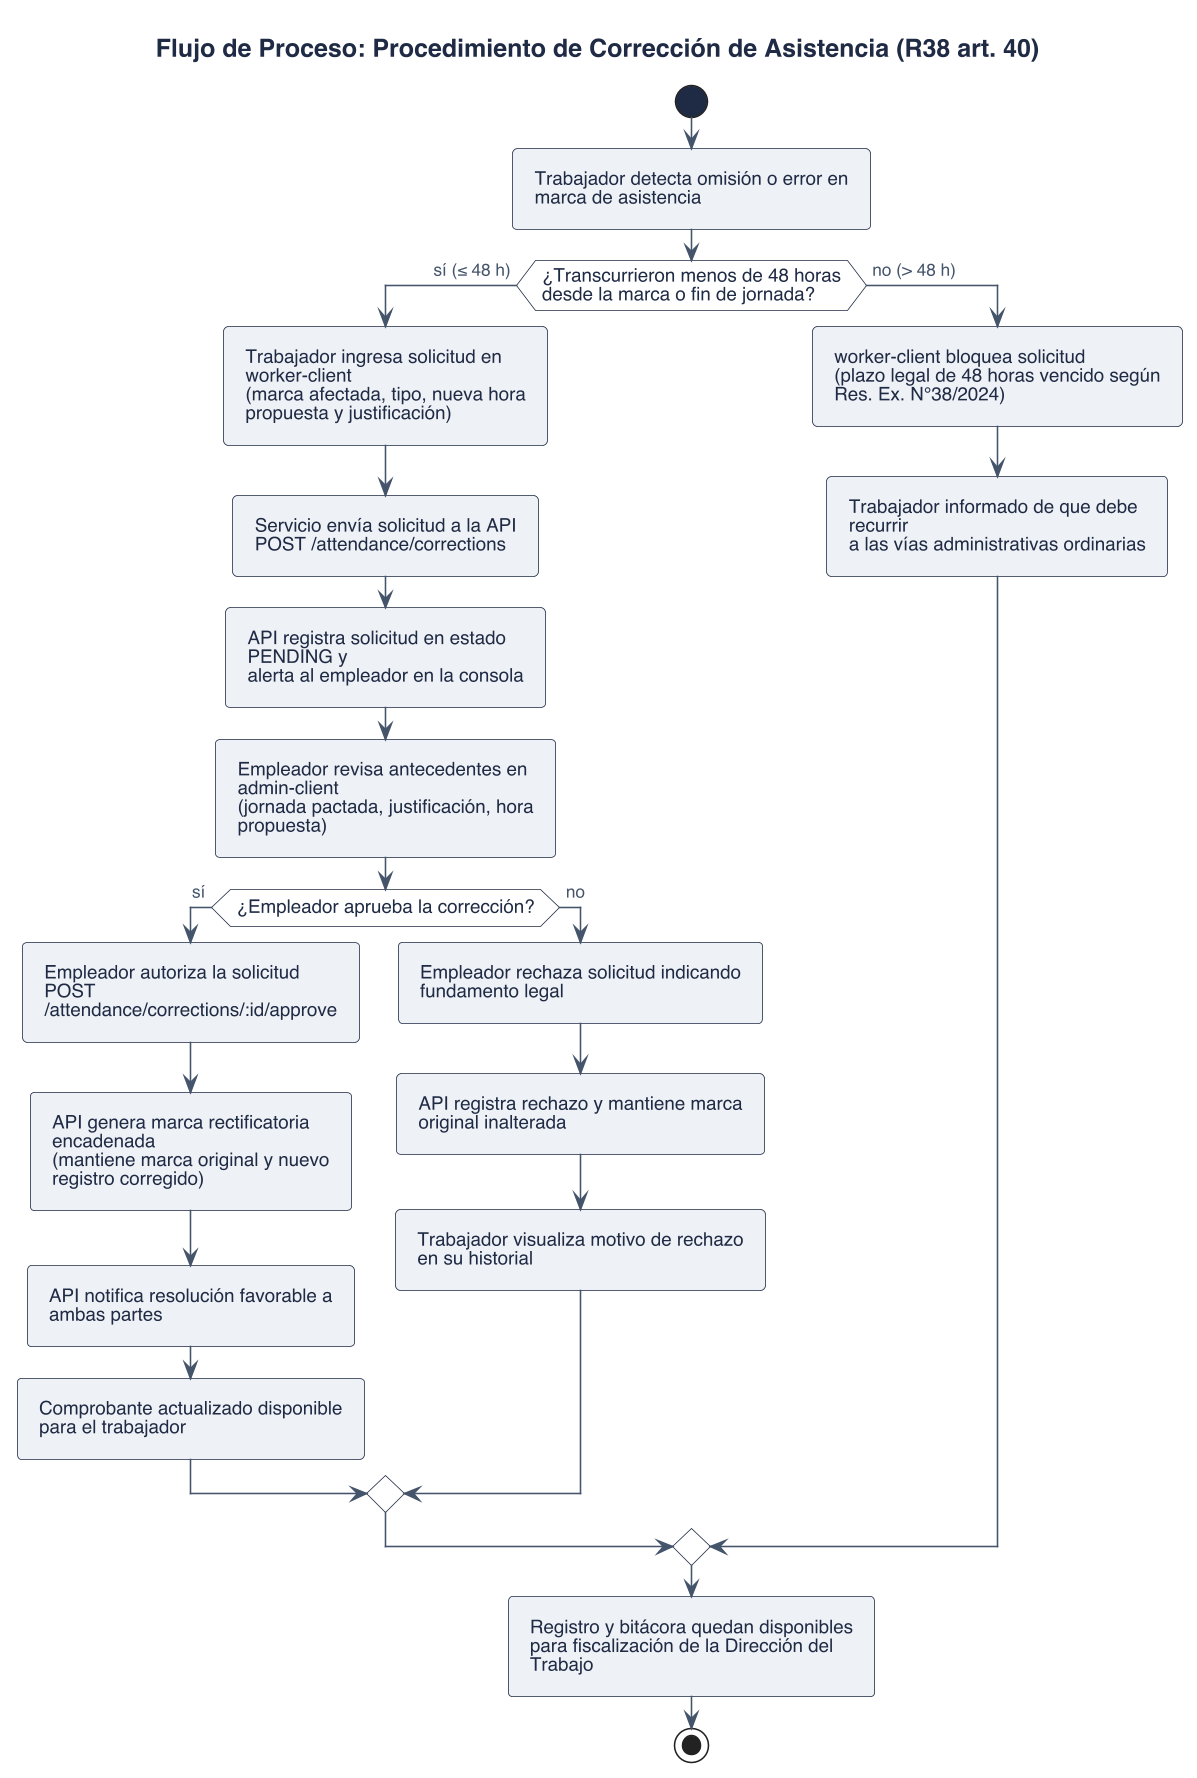 Flujo de Proceso: Procedimiento de Corrección de Asistencia (R38 art. 40)
Trabajador detecta omisión o error en
marca de asistencia
¿Transcurrieron menos de 48 horas
desde la marca o fin de jornada?
sí (≤ 48 h)
no (> 48 h)
Trabajador ingresa solicitud en
worker-client
(marca afectada, tipo, nueva hora
propuesta y justificación)
worker-client bloquea solicitud
(plazo legal de 48 horas vencido según
Res. Ex. N°38/2024)
Servicio envía solicitud a la API
POST /attendance/corrections
Trabajador informado de que debe
recurrir
a las vías administrativas ordinarias
API registra solicitud en estado
PENDING y
alerta al empleador en la consola
Empleador revisa antecedentes en
admin-client
(jornada pactada, justificación, hora
propuesta)
¿Empleador aprueba la corrección?
sí
no
Empleador autoriza la solicitud
POST
/attendance/corrections/:id/approve
Empleador rechaza solicitud indicando
fundamento legal
API genera marca rectificatoria
encadenada
(mantiene marca original y nuevo
registro corregido)
API registra rechazo y mantiene marca
original inalterada
Trabajador visualiza motivo de rechazo
en su historial
API notifica resolución favorable a
ambas partes
Comprobante actualizado disponible
para el trabajador
Registro y bitácora quedan disponibles
para fiscalización de la Dirección del
Trabajo